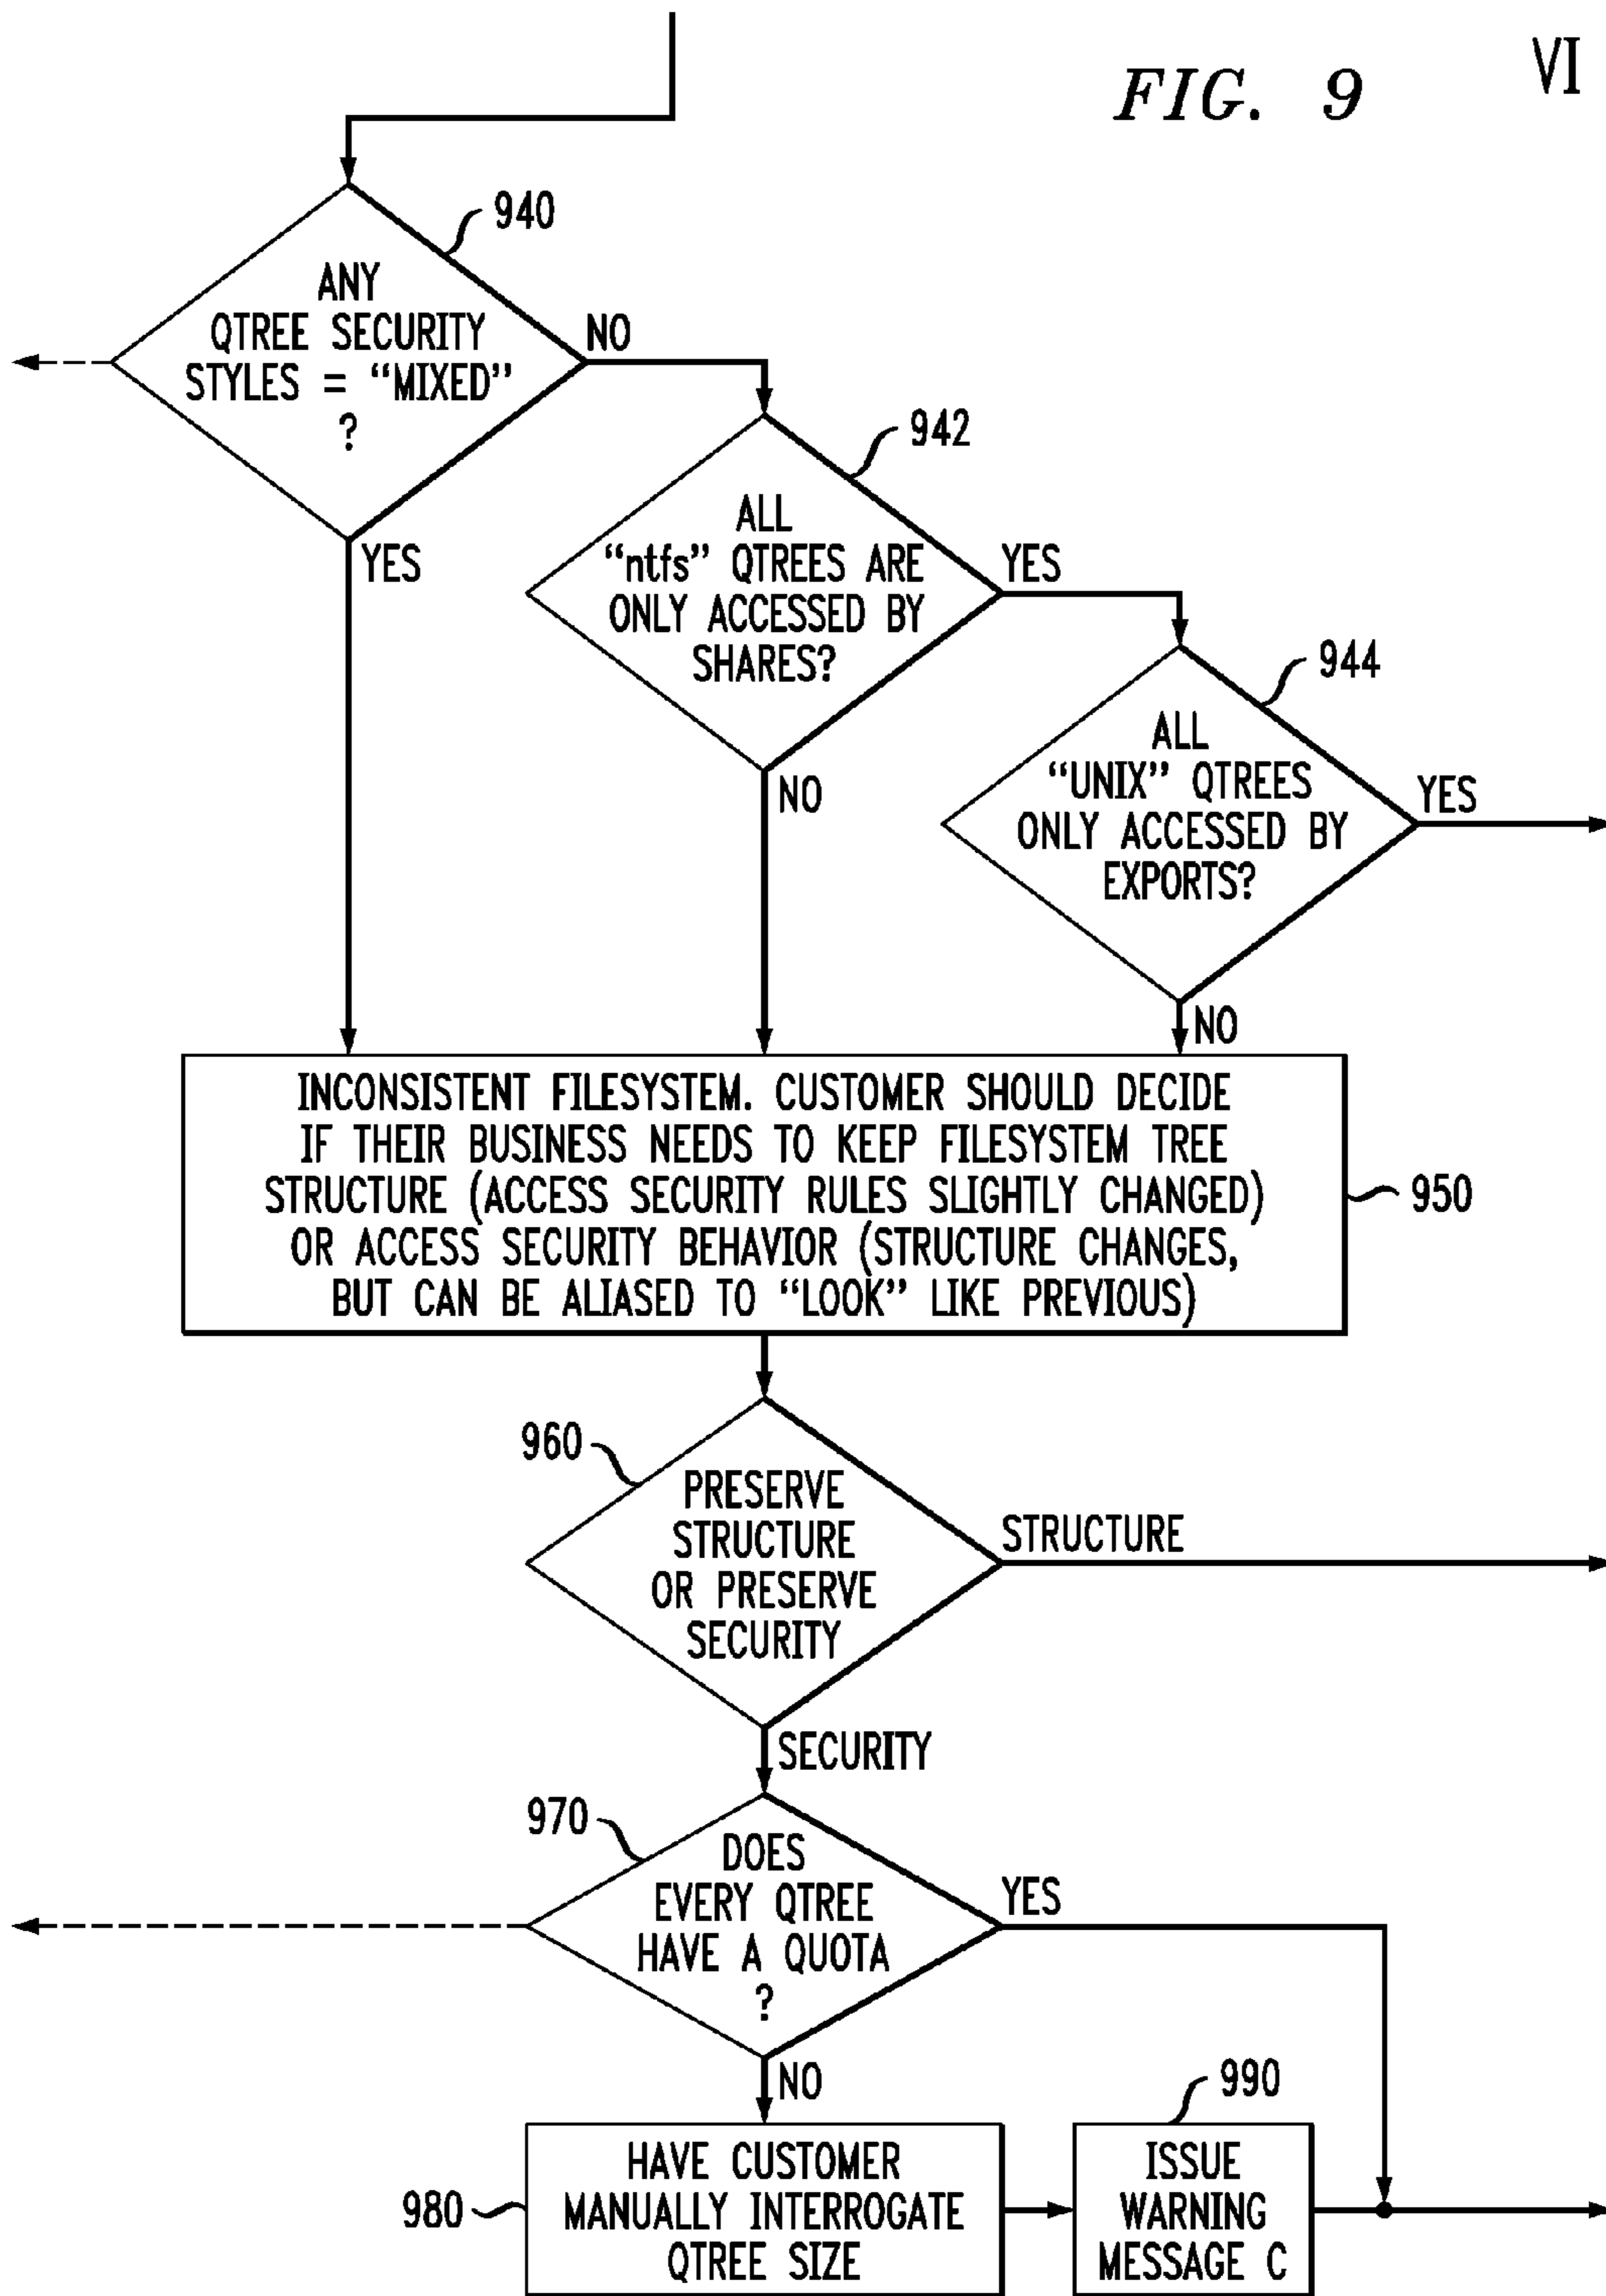 FIG. 9
VI
940
ANY
QTREE SECURITY
STYLES = “MIXED”
?
NO
YES
942
ALL
“ntfs” QTREES ARE
ONLY ACCESSED BY
SHARES?
YES
NO
944
ALL
“UNIX” QTREES
ONLY ACCESSED BY
EXPORTS?
YES
NO
INCONSISTENT FILESYSTEM. CUSTOMER SHOULD DECIDE
IF THEIR BUSINESS NEEDS TO KEEP FILESYSTEM TREE
STRUCTURE (ACCESS SECURITY RULES SLIGHTLY CHANGED)
OR ACCESS SECURITY BEHAVIOR (STRUCTURE CHANGES,
BUT CAN BE ALIASED TO “LOOK” LIKE PREVIOUS)
950
960
PRESERVE
STRUCTURE
OR PRESERVE
SECURITY
STRUCTURE
SECURITY
970
DOES
EVERY QTREE
HAVE A QUOTA
?
YES
NO
980
HAVE CUSTOMER
MANUALLY INTERROGATE
QTREE SIZE
990
ISSUE
WARNING
MESSAGE C